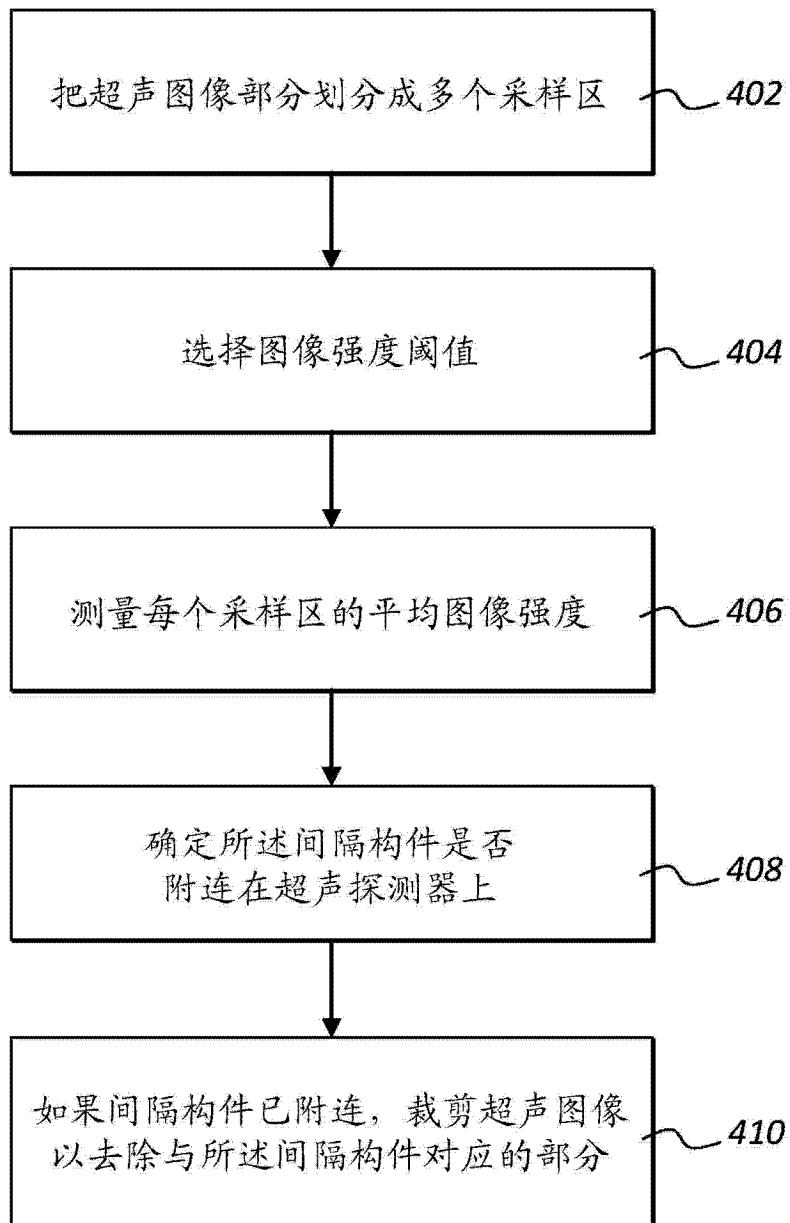 把超声图像部分划分成多个采样区
402
选择图像强度阈值
404
测量每个采样区的平均图像强度
406
确定所述间隔构件是否
附连在超声探测器上
408
如果间隔构件已附连，裁剪超声图像
以去除与所述间隔构件对应的部分
410